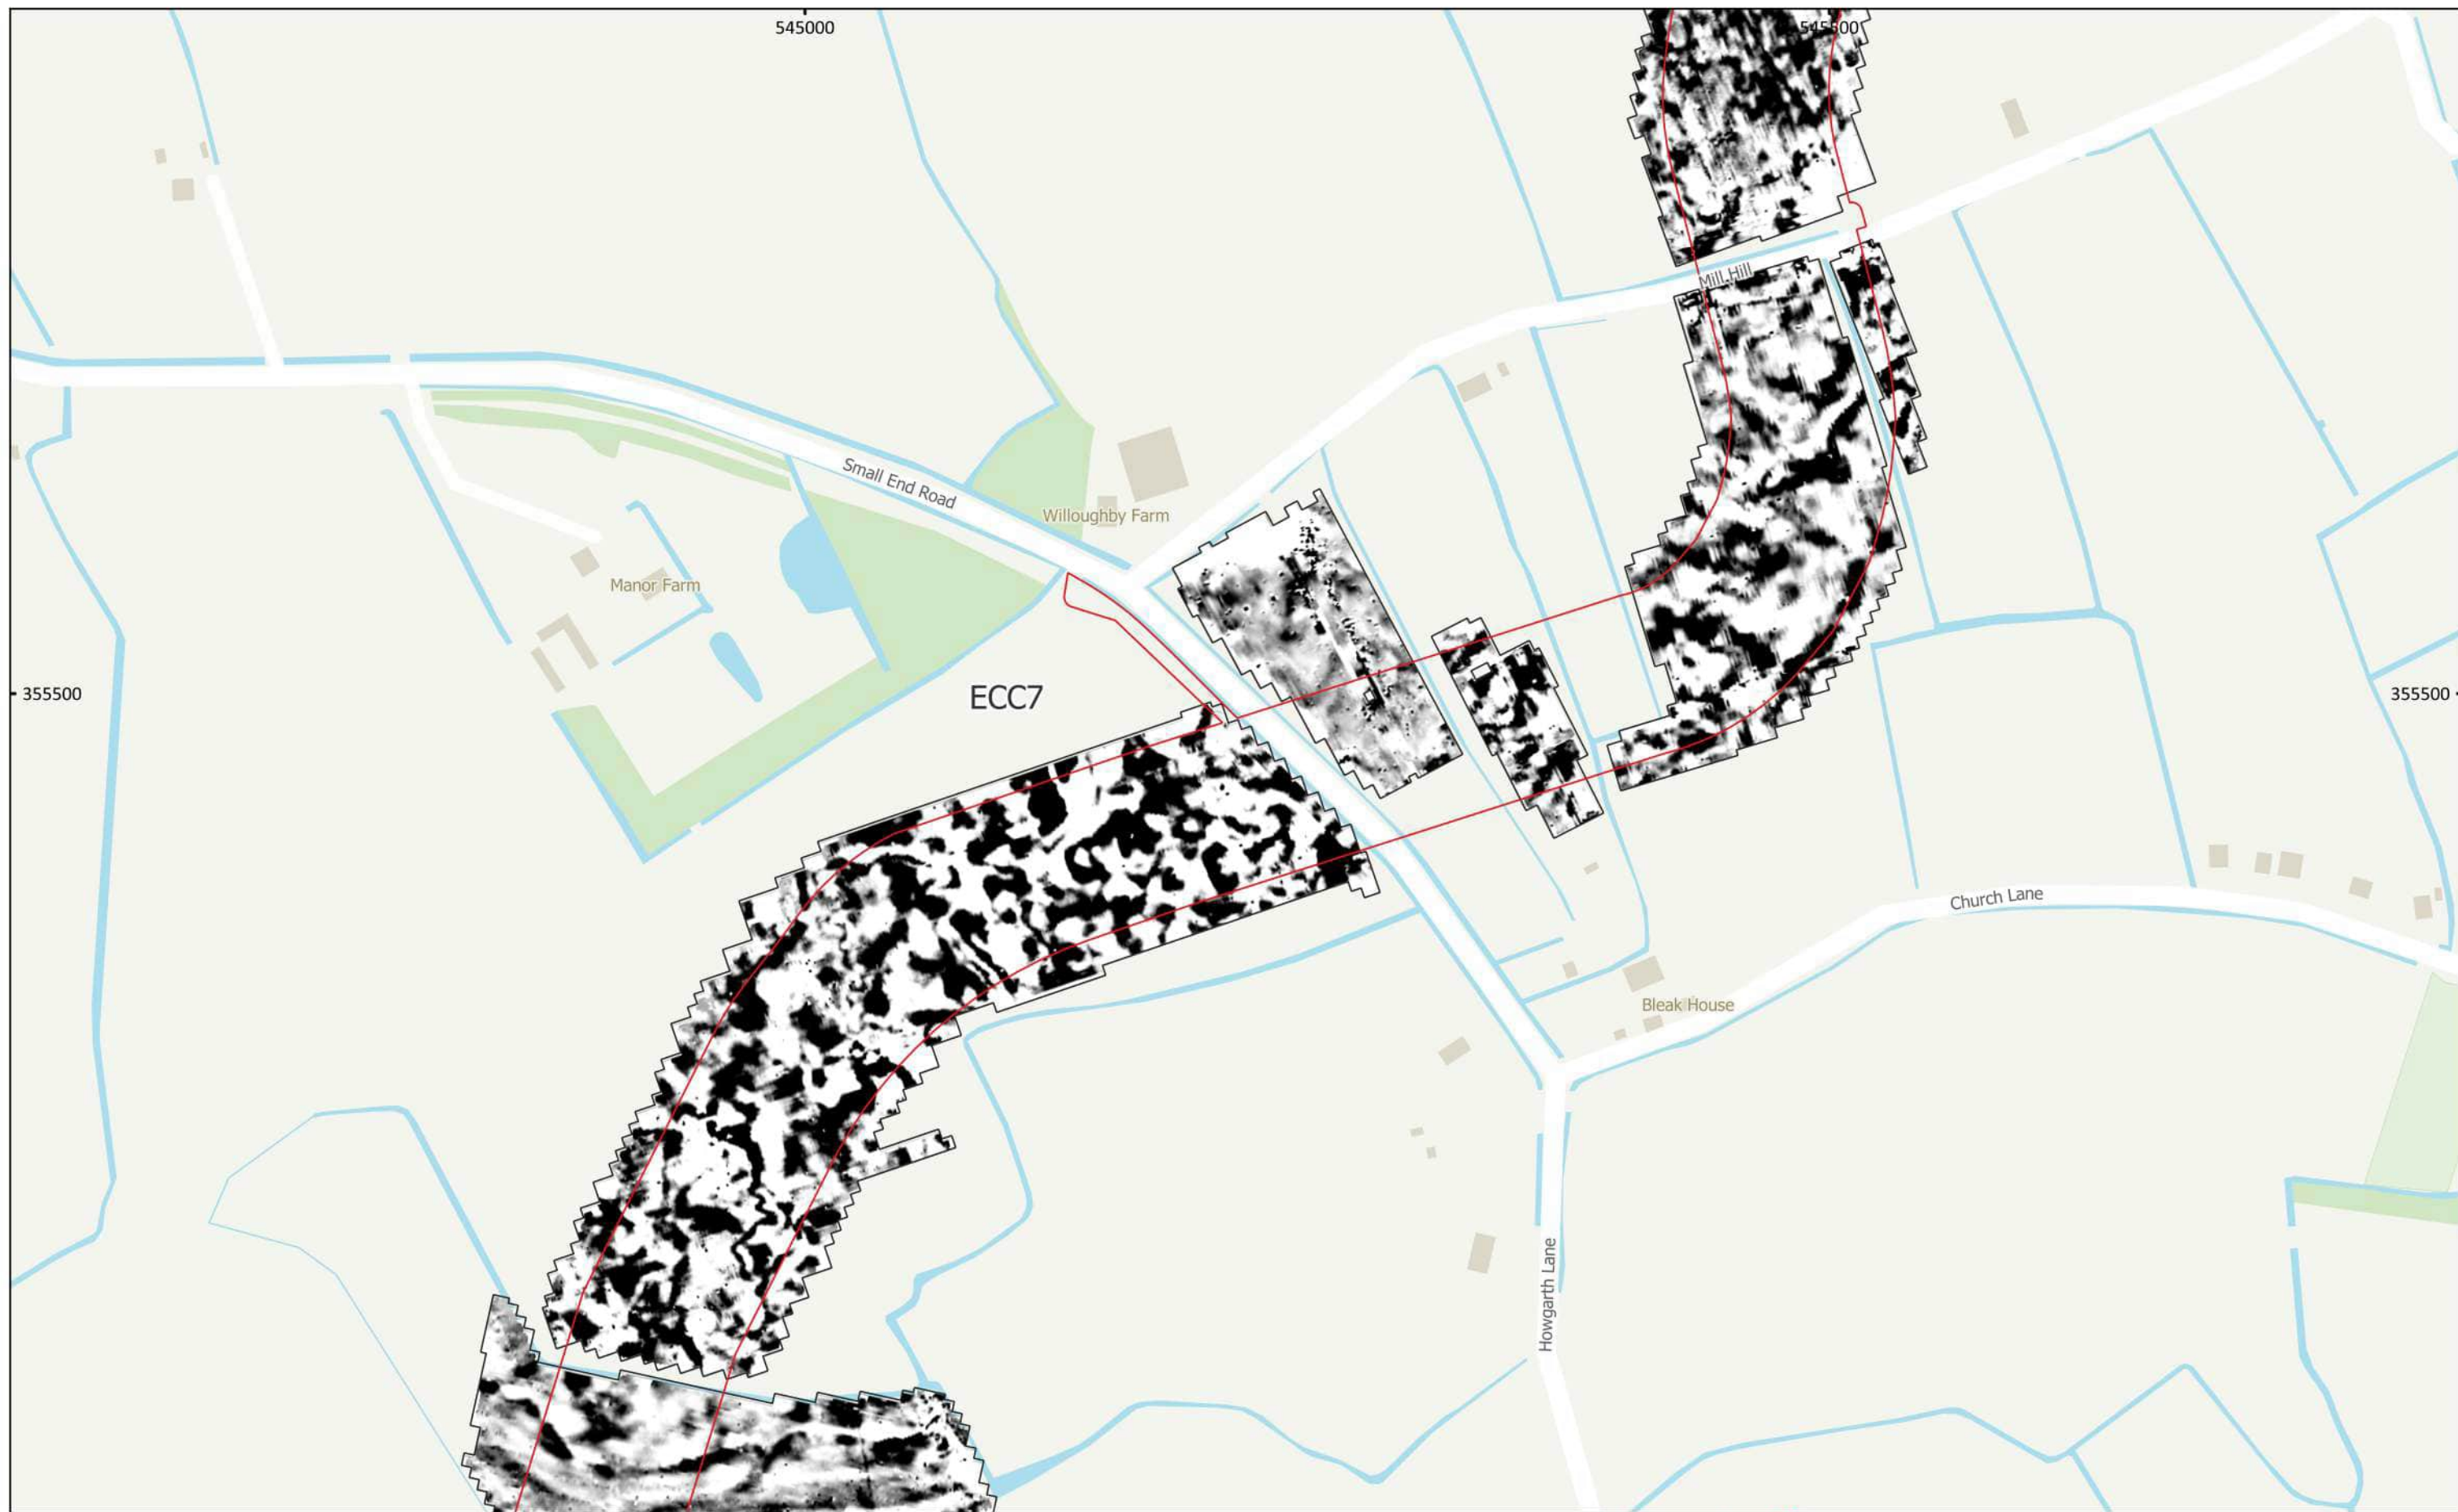 545000
545500
Mill Hill
Small End Road
Willoughby Farm
Manor Farm
355500
ECC7
355500
Church Lane
Bleak House
Howgarth Lane